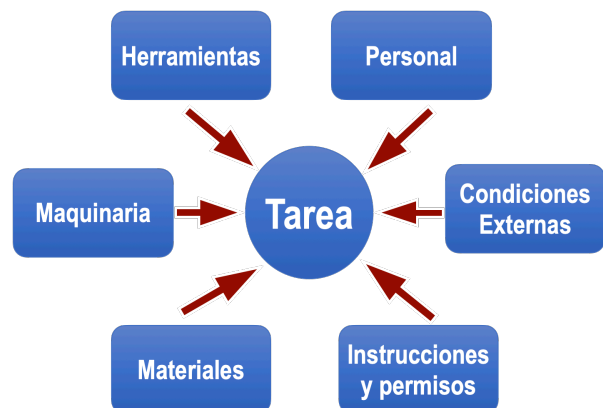 Herramientas
Personal
Maquinaria
Tarea
Condiciones
Externas
Materiales
Instrucciones
y permisos